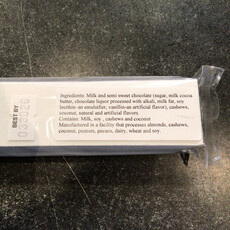 Ingredients: Milk and semi sweet chocolate (sugar, milk cocoa
butter, chocolate liquor processed with alkali, milk fat, soy
lecithin-an emulsifier, vanillin-an artificial flavor), cashews,
coconut, natural and artificial flavors
Contains: Milk, soy , cashews and coconut
Manufactured in a facility that processes almonds, cashews,
coconut, peanuts, pecans, dairy, wheat and soy.
BEST BY